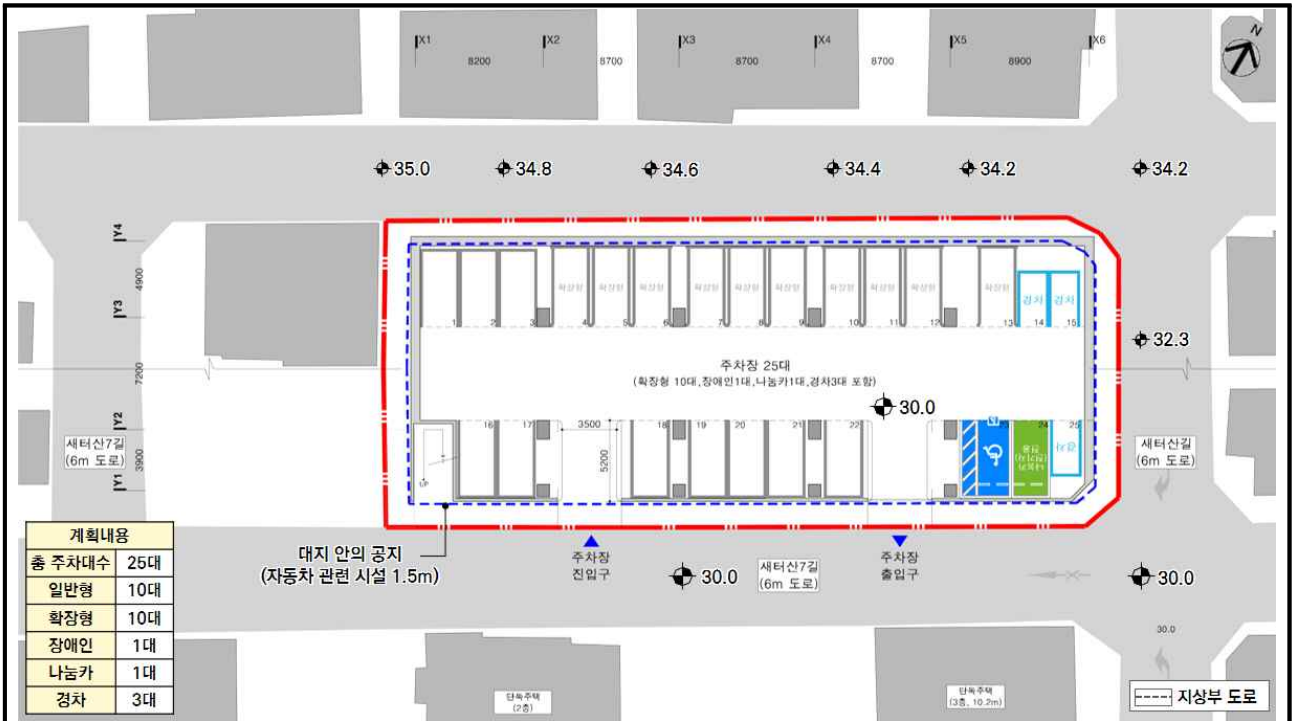 X1
X2
X3
X4
X5
X6
8200
8700
8700
8700
8900
N
35.0
34.8
34.6
34.4
34.2
34.2
Y4
4900
Y3
7200
Y2
3900
Y1
확장형
확장형
확장형
확장형
확장형
확장형
확장형
확장형
확장형
확장형
경차
경차
1
2
3
4
5
6
7
8
9
10
11
12
13
14
15
32.3
주차장 25대
(확장형 10대,장애인1대,나눔카1대,경차3대 포함)
30.0
16
17
3500
5200
18
19
20
21
22
23
24
25
나눔카
경차
UP
새터산7길
(6m 도로)
새터산길
(6m 도로)
대지 안의 공지
(자동차 관련 시설 1.5m)
주차장
진입구
30.0
새터산7길
(6m 도로)
주차장
출입구
30.0
30.0
계획내용
총 주차대수 25대
일반형 10대
확장형 10대
장애인 1대
나눔카 1대
경차 3대
단독주택
(2층)
단독주택
(3층, 10.2m)
지상부 도로